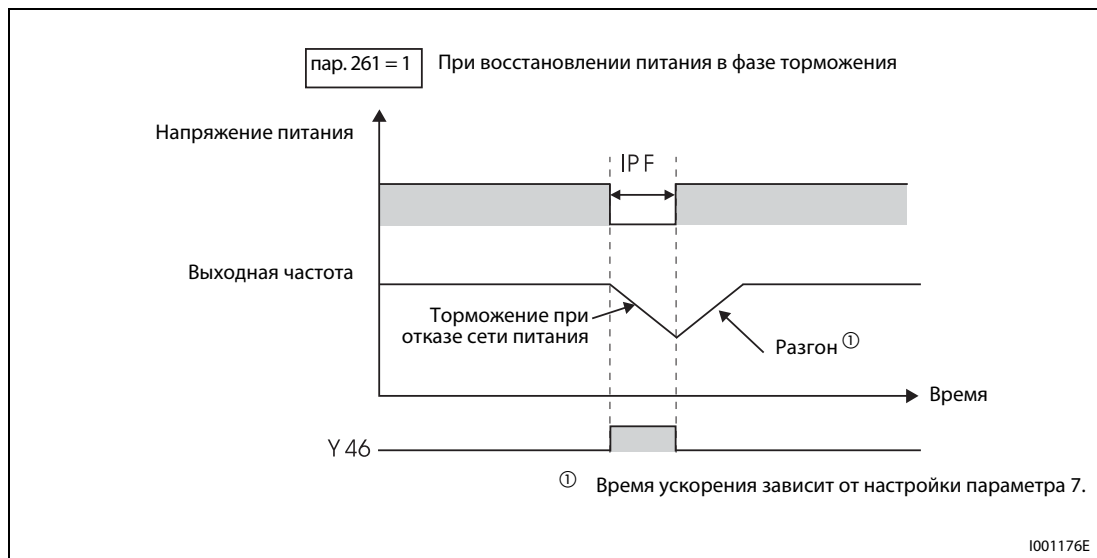 пар. 261 = 1
При восстановлении питания в фазе торможения
Напряжение питания
IPF
Выходная частота
Торможение при
отказе сети питания
Разгон ①
Время
Y 46
① Время ускорения зависит от настройки параметра 7.
I001176E